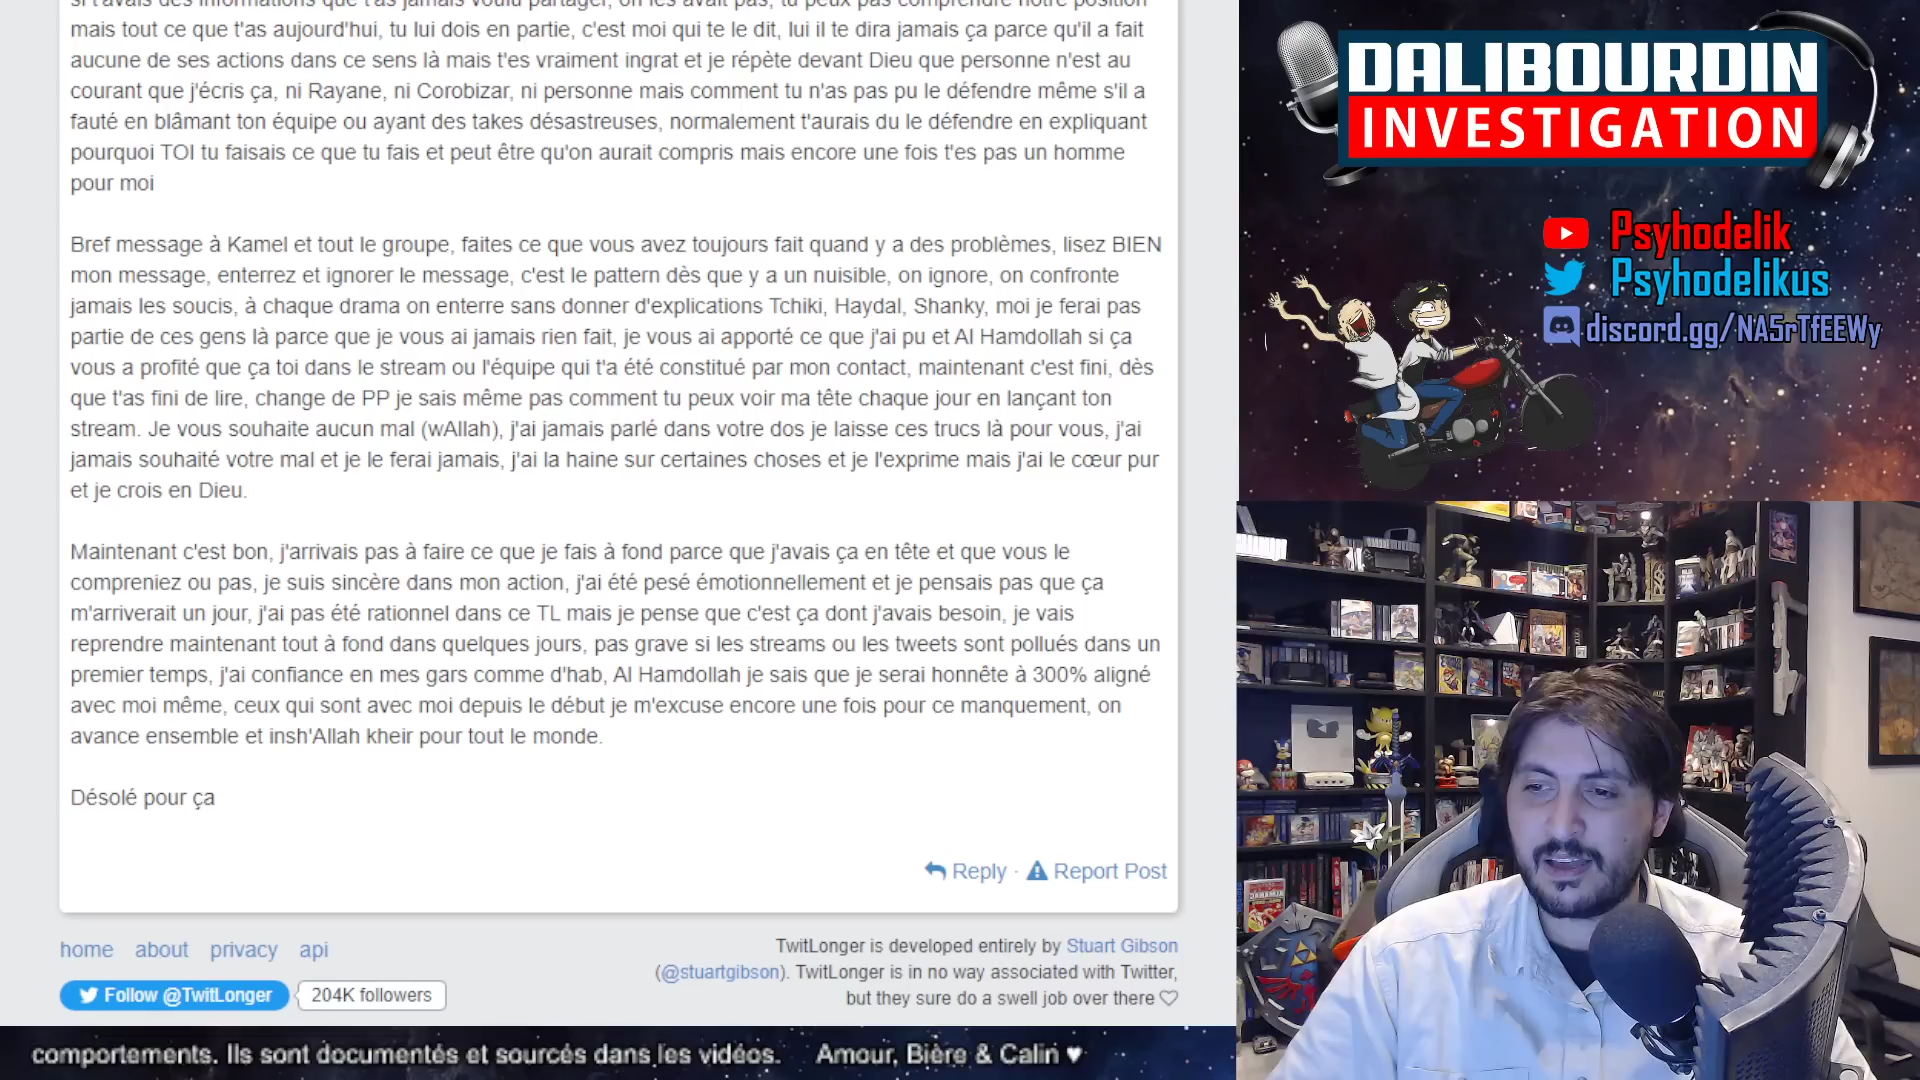 si t'avais des informations que t'as jamais voulu partager, on les avait pas, tu peux pas comprendre notre position
mais tout ce que t'as aujourd'hui, tu lui dois en partie, c'est moi qui te le dit, lui il te dira jamais ça parce qu'il a fait
aucune de ses actions dans ce sens là mais t'es vraiment ingrat et je répète devant Dieu que personne n'est au
courant que j'écris ça, ni Rayane, ni Corobizar, ni personne mais comment tu n'as pas pu le défendre même s'il a
fauté en blâmant ton équipe ou ayant des takes désastreuses, normalement t'aurais du le défendre en expliquant
pourquoi TOI tu faisais ce que tu fais et peut être qu'on aurait compris mais encore une fois t'es pas un homme
pour moi
Bref message à Kamel et tout le groupe, faites ce que vous avez toujours fait quand y a des problèmes, lisez BIEN
mon message, enterrez et ignorer le message, c'est le pattern dès que y a un nuisible, on ignore, on confronte
jamais les soucis, à chaque drama on enterre sans donner d'explications Tchiki, Haydal, Shanky, moi je ferai pas
partie de ces gens là parce que je vous ai jamais rien fait, je vous ai apporté ce que j'ai pu et Al Hamdollah si ça
vous a profité que ça toi dans le stream ou l'équipe qui t'a été constitué par mon contact, maintenant c'est fini, dès
que t'as fini de lire, change de PP je sais même pas comment tu peux voir ma tête chaque jour en lançant ton
stream. Je vous souhaite aucun mal (wAllah), j'ai jamais parlé dans votre dos je laisse ces trucs là pour vous, j'ai
jamais souhaité votre mal et je le ferai jamais, j'ai la haine sur certaines choses et je l'exprime mais j'ai le cœur pur
et je crois en Dieu.
Maintenant c'est bon, j'arrivais pas à faire ce que je fais à fond parce que j'avais ça en tête et que vous le
compreniez ou pas, je suis sincère dans mon action, j'ai été pesé émotionnellement et je pensais pas que ça
m'arriverait un jour, j'ai pas été rationnel dans ce TL mais je pense que c'est ça dont j'avais besoin, je vais
reprendre maintenant tout à fond dans quelques jours, pas grave si les streams ou les tweets sont pollués dans un
premier temps, j'ai confiance en mes gars comme d'hab, Al Hamdollah je sais que je serai honnête à 300% aligné
avec moi même, ceux qui sont avec moi depuis le début je m'excuse encore une fois pour ce manquement, on
avance ensemble et insh'Allah kheir pour tout le monde.
Désolé pour ça
Reply · Report Post
home about privacy api
TwitLonger is developed entirely by Stuart Gibson
(@stuartgibson). TwitLonger is in no way associated with Twitter,
but they sure do a swell job over there ♡
Follow @TwitLonger
204K followers
comportements. Ils sont documentés et sourcés dans les vidéos. Amour, Bière & Calin ♥
DALIBOURDIN
INVESTIGATION
Psyhodelik
Psyhodelikus
discord.gg/NA5rTfEEWy